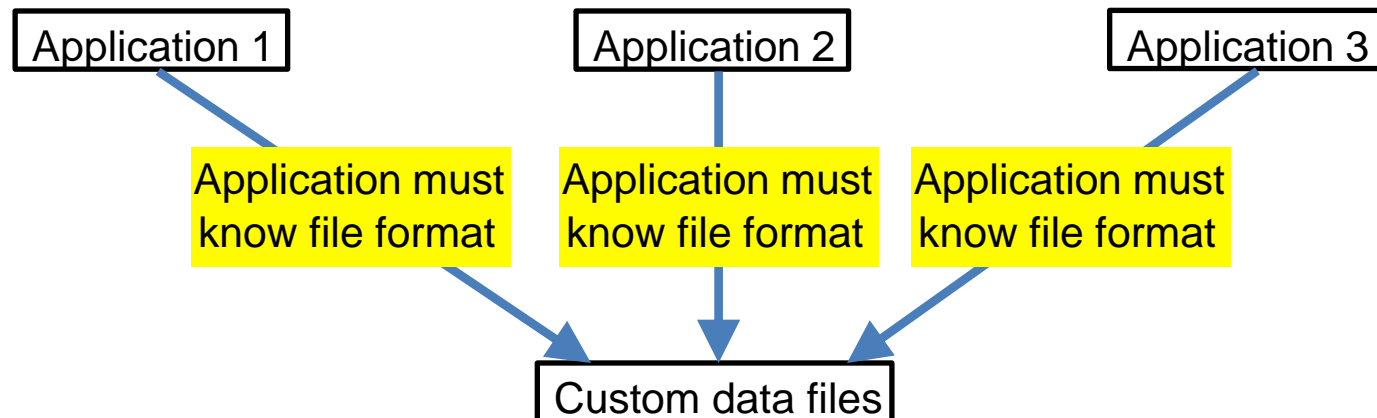 Application 1
Application 2
Application 3
Application must
know file format
Application must
know file format
Application must
know file format
Custom data files